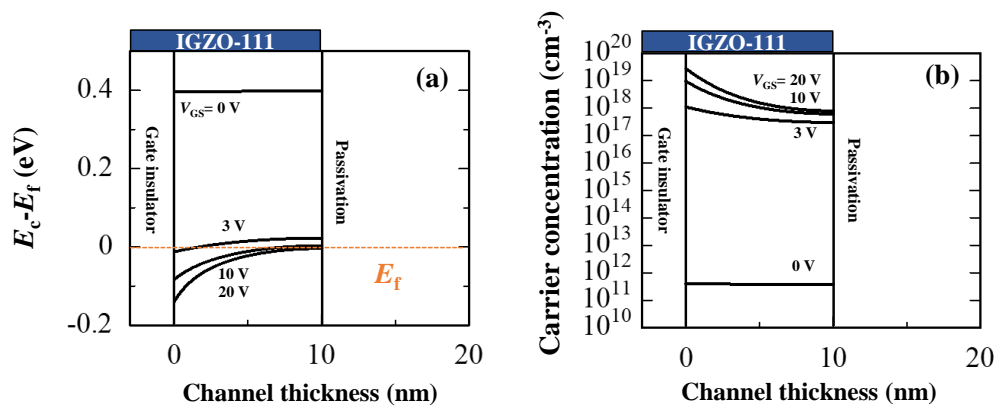 IGZO-111
(a)
V_GS= 0 V
Gate insulator
Passivation
3 V
10 V
20 V
E_f
E_c-E_f (eV)
0.4
0.2
0
-0.2
0
10
20
Channel thickness (nm)
IGZO-111
(b)
V_GS= 20 V
10 V
3 V
0 V
Gate insulator
Passivation
Carrier concentration (cm^-3)
10^20
10^19
10^18
10^17
10^16
10^15
10^14
10^13
10^12
10^11
10^10
0
10
20
Channel thickness (nm)